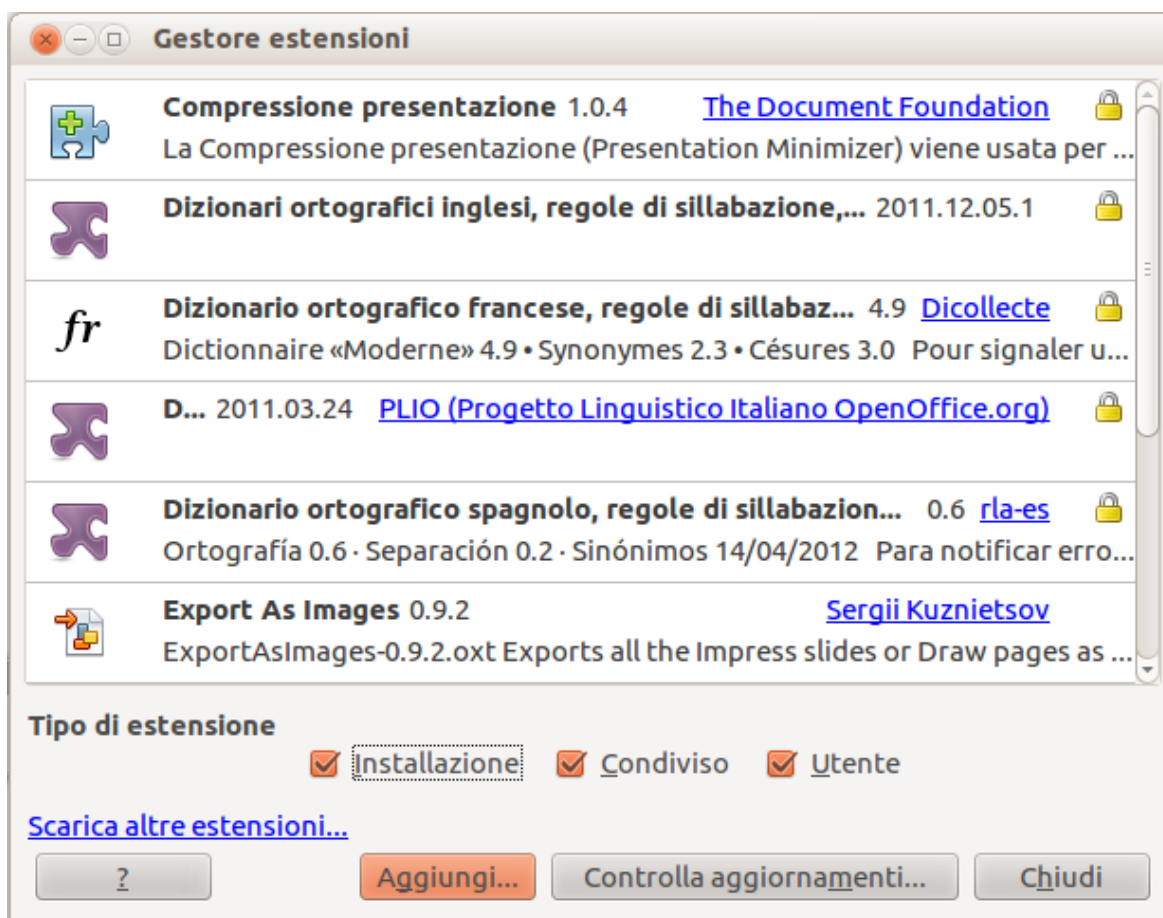 Gestore estensioni
Compressione presentazione 1.0.4 The Document Foundation
La Compressione presentazione (Presentation Minimizer) viene usata per ...
Dizionari ortografici inglesi, regole di sillabazione,... 2011.12.05.1
fr
Dizionario ortografico francese, regole di sillabaz... 4.9 Dicollecte
Dictionnaire «Moderne» 4.9 • Synonymes 2.3 • Césures 3.0 Pour signaler u...
D... 2011.03.24 PLIO (Progetto Linguistico Italiano OpenOffice.org)
Dizionario ortografico spagnolo, regole di sillabazion... 0.6 rla-es
Ortografía 0.6 · Separación 0.2 · Sinónimos 14/04/2012 Para notificar erro...
Export As Images 0.9.2 Sergii Kuznietsov
ExportAsImages-0.9.2.oxt Exports all the Impress slides or Draw pages as ...
Tipo di estensione
Installazione Condiviso Utente
Scarica altre estensioni...
? Aggiungi... Controlla aggiornamenti... Chiudi